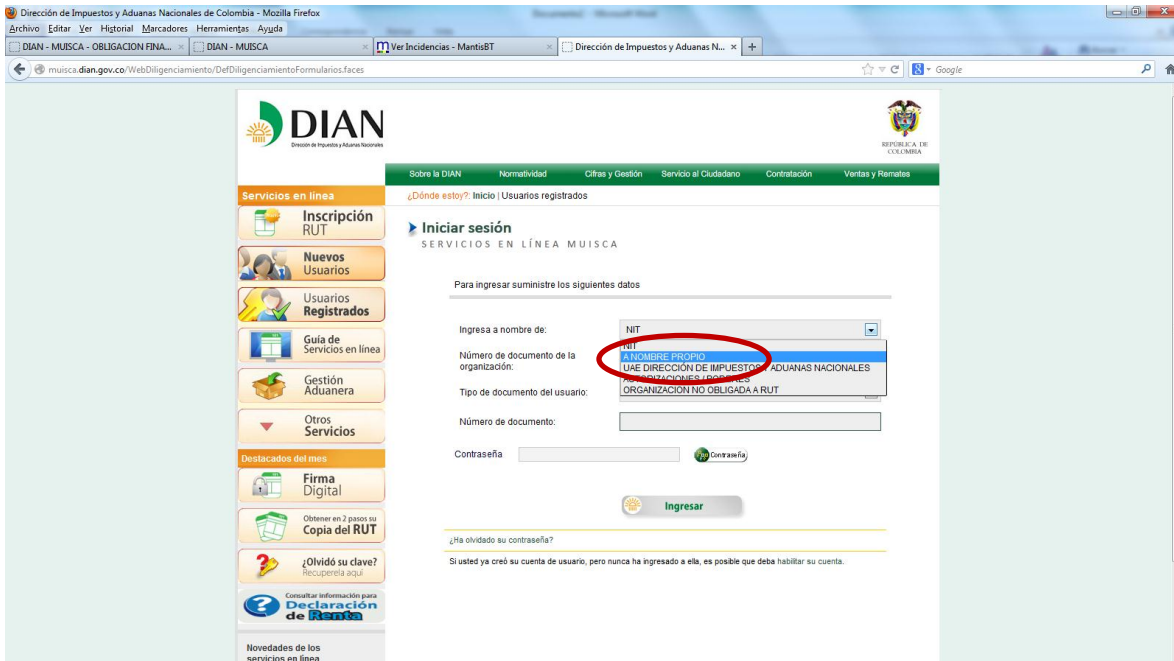 Dirección de Impuestos y Aduanas Nacionales de Colombia - Mozilla Firefox
Archivo Editar Ver Historial Marcadores Herramientas Ayuda
DIAN - MUISCA - OBLIGACION FINA... × DIAN - MUISCA × Ver Incidencias - MantisBT × Dirección de Impuestos y Aduanas N... × +
muisca.dian.gov.co/WebDiligenciamiento/DefDiligenciamientoFormularios.faces
Google
DIAN
Dirección de Impuestos y Aduanas Nacionales
REPÚBLICA DE
COLOMBIA
Sobre la DIAN Normatividad Cifras y Gestión Servicio al Ciudadano Contratación Ventas y Remates
Servicios en línea
¿Dónde estoy?: Inicio | Usuarios registrados
Inscripción
RUT
Nuevos
Usuarios
Usuarios
Registrados
Guía de
Servicios en línea
Gestión
Aduanera
Otros
Servicios
Destacados del mes
Firma
Digital
Obtener en 2 pasos su
Copia del RUT
¿Olvidó su clave?
Recuperela aquí
Consultar información para
Declaración
de Renta
Novedades de los
servicios en línea
Iniciar sesión
SERVICIOS EN LÍNEA MUISCA
Para ingresar suministre los siguientes datos
Ingresa a nombre de: NIT
NIT
A NOMBRE PROPIO
UAE DIRECCIÓN DE IMPUESTOS Y ADUANAS NACIONALES
AUTORIZACIONES / PODERES
ORGANIZACIÓN NO OBLIGADA A RUT
Número de documento de la
organización:
Tipo de documento del usuario:
Número de documento:
Contraseña Contraseña
Ingresar
¿Ha olvidado su contraseña?
Si usted ya creó su cuenta de usuario, pero nunca ha ingresado a ella, es posible que deba habilitar su cuenta.